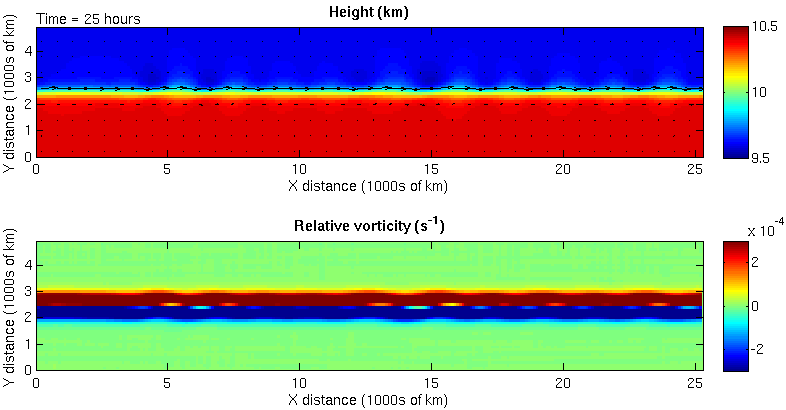 Height (km)
Time = 25 hours
Y distance (1000s of km)
4
3
2
1
0
0 5 10 15 20 25
X distance (1000s of km)
10.5
10
9.5
Relative vorticity (s⁻¹)
Y distance (1000s of km)
4
3
2
1
0
0 5 10 15 20 25
X distance (1000s of km)
x 10⁻⁴
2
0
-2